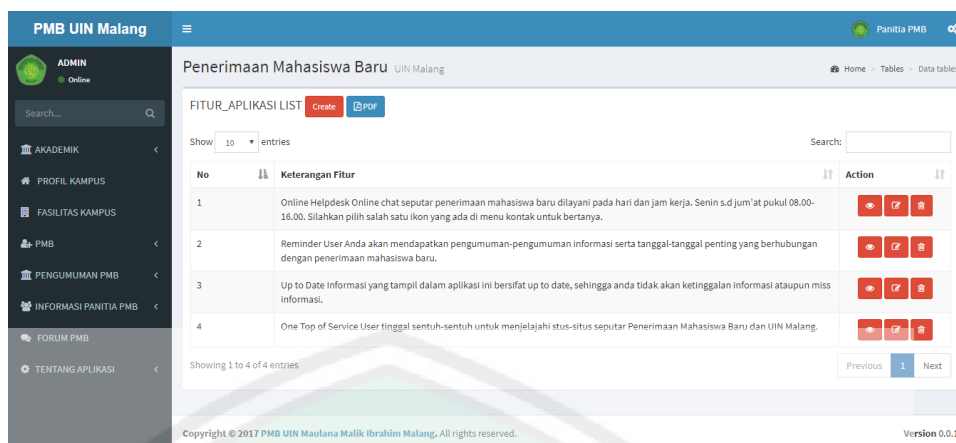 PMB UIN Malang
Panitia PMB
ADMIN
Online
Search...
AKADEMIK
PROFIL KAMPUS
FASILITAS KAMPUS
PMB
PENGUMUMAN PMB
INFORMASI PANITIA PMB
FORUM PMB
TENTANG APLIKASI
Penerimaan Mahasiswa Baru UIN Malang
Home > Tables > Data tables
FITUR_APLIKASI LIST Create PDF
Show 10 entries Search:
No Keterangan Fitur Action
1 Online Helpdesk Online chat seputar penerimaan mahasiswa baru dilayani pada hari dan jam kerja. Senin s.d jum'at pukul 08.00-
16.00. Silahkan pilih salah satu ikon yang ada di menu kontak untuk bertanya.
2 Reminder User Anda akan mendapatkan pengumuman-pengumuman informasi serta tanggal-tanggal penting yang berhubungan
dengan penerimaan mahasiswa baru.
3 Up to Date Informasi yang tampil dalam aplikasi ini bersifat up to date, sehingga anda tidak akan ketinggalan informasi ataupun miss
informasi.
4 One Top of Service User tinggal sentuh-sentuh untuk menjelajahi stus-situs seputar Penerimaan Mahasiswa Baru dan UIN Malang.
Showing 1 to 4 of 4 entries
Previous 1 Next
Copyright © 2017 PMB UIN Maulana Malik Ibrahim Malang. All rights reserved.
Version 0.0.1